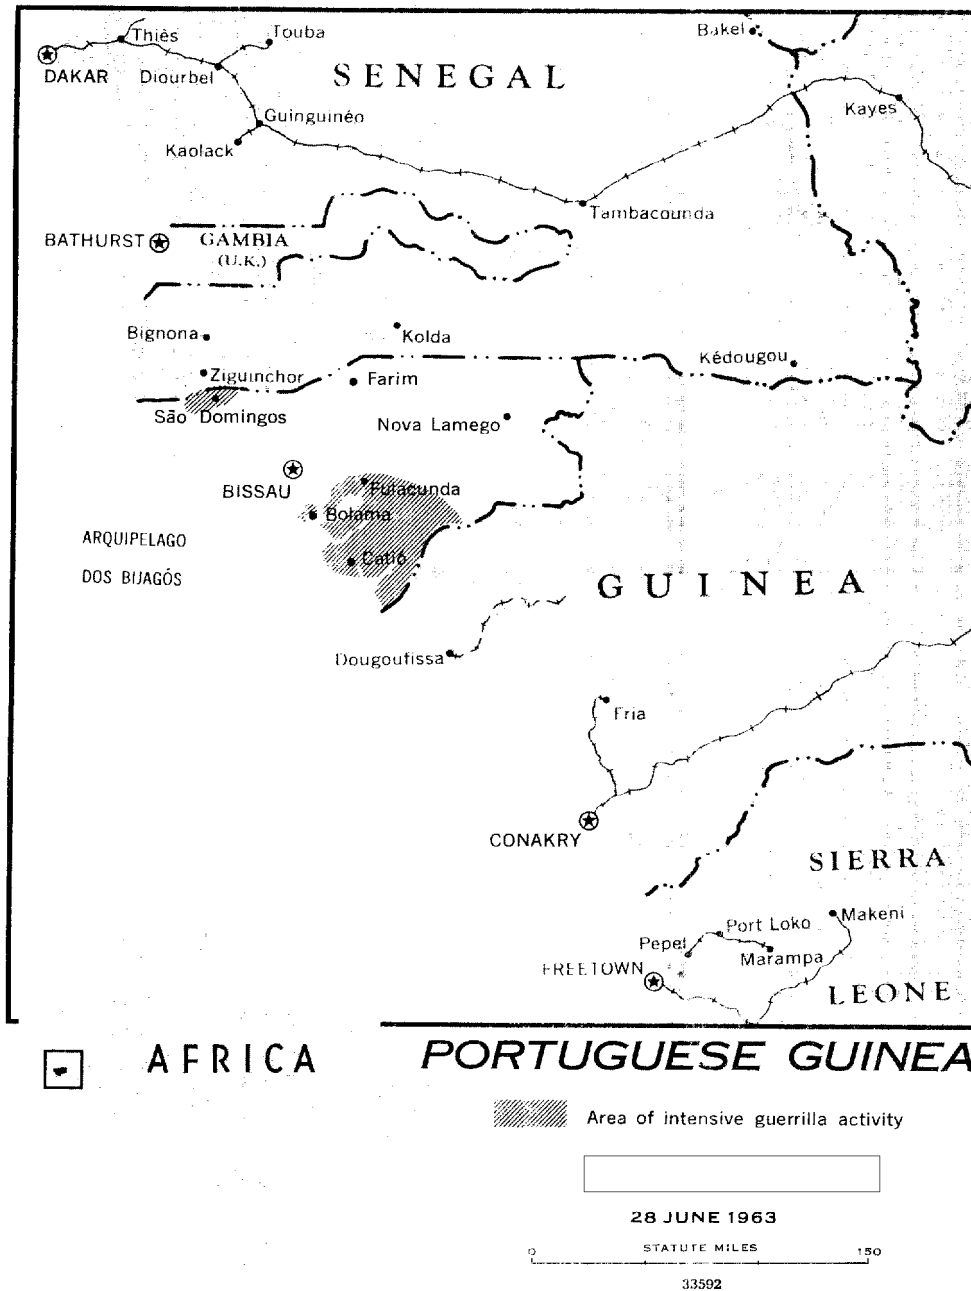 Thiès
Touba
Bakel
DAKAR
Diourbel
SENEGAL
Kayes
Guinguinéo
Kaolack
Tambacounda
BATHURST
GAMBIA
(U.K.)
Bignona
Kolda
Kédougou
Ziguinchor
Farim
São Domingos
Nova Lamego
BISSAU
Fulacunda
Bolama
ARQUIPELAGO
DOS BIJAGÓS
Catió
GUINEA
Dougoufissa
Fria
CONAKRY
SIERRA
Makeni
Port Loko
Pepel
Marampa
FREETOWN
LEONE
AFRICA
PORTUGUESE GUINEA
Area of intensive guerrilla activity
28 JUNE 1963
0 STATUTE MILES 150
33592